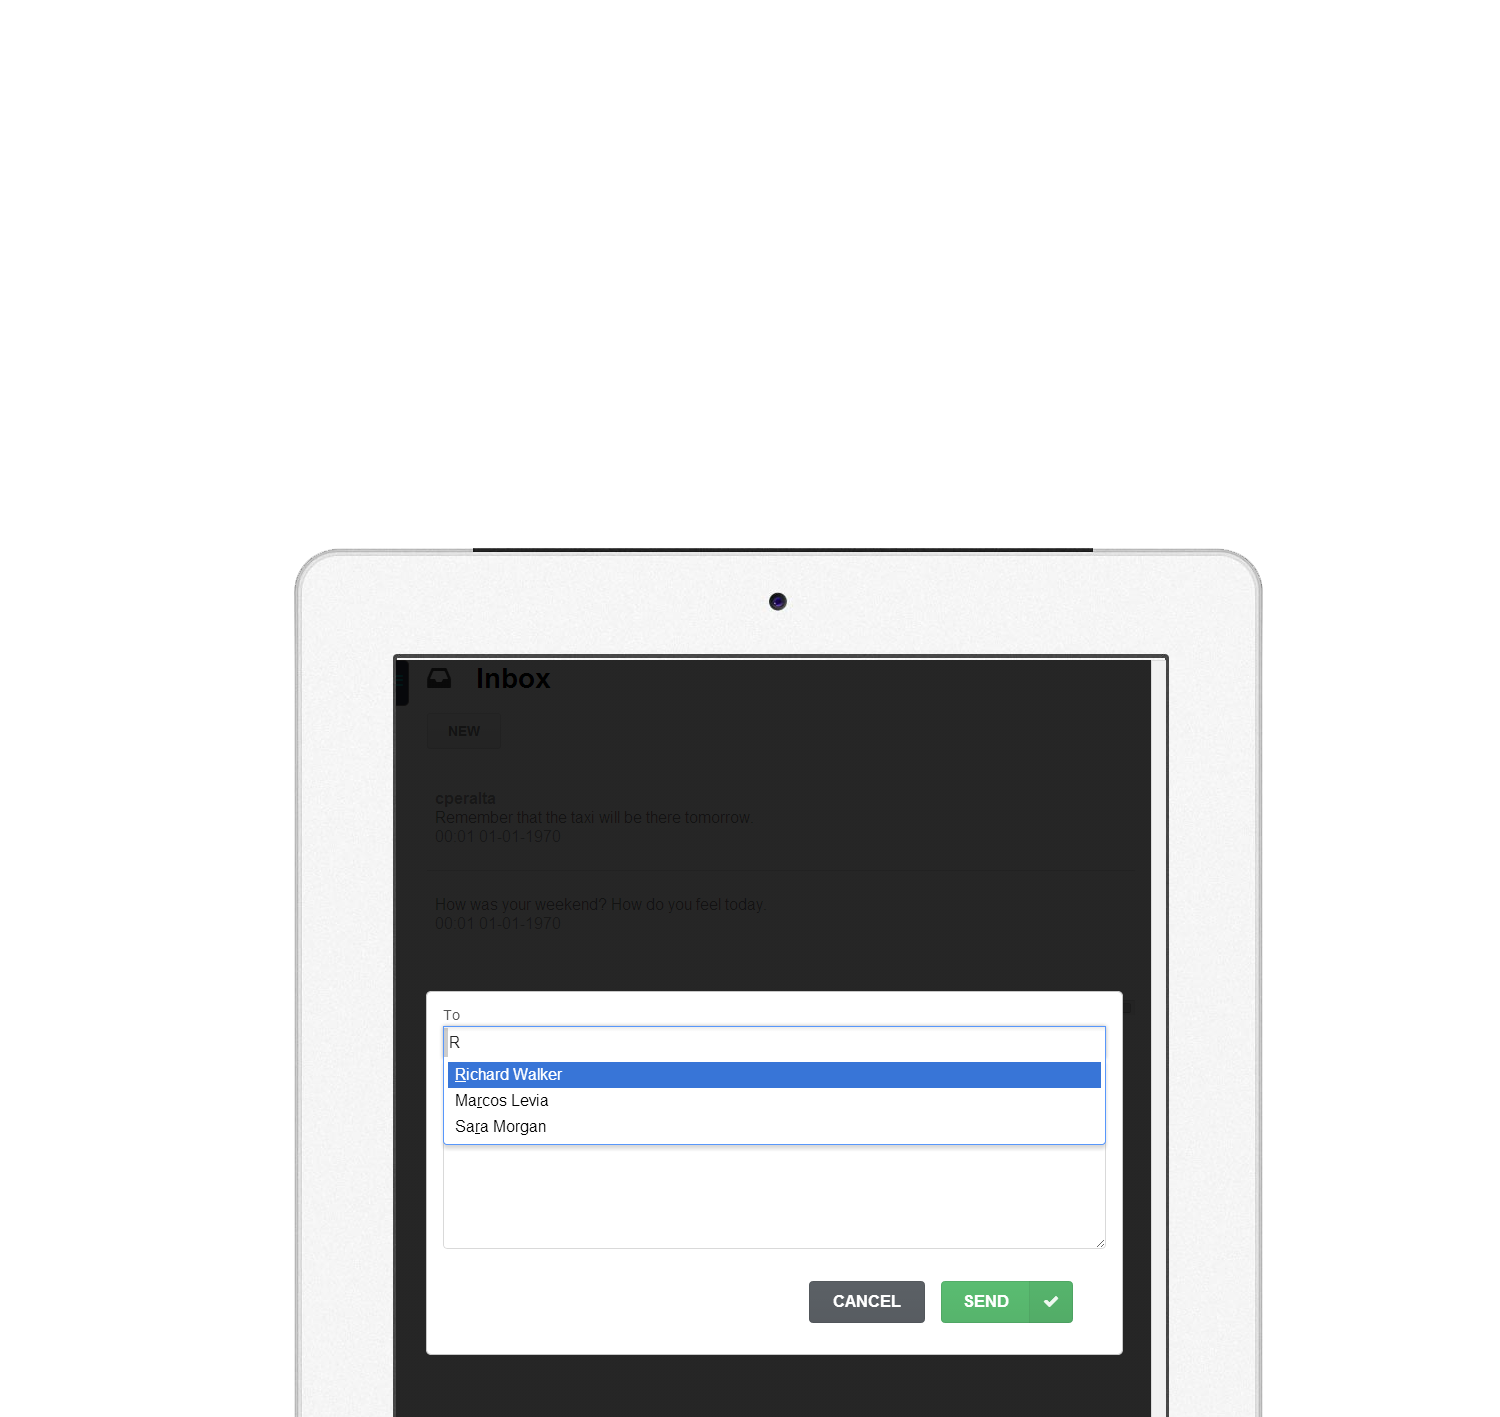 Inbox
NEW
cperalta
Remember that the taxi will be there tomorrow
00:01 01-01-1970
How was your weekend? How do you feel today.
00:01 01-01-1970
To
R
Richard Walker
Marcos Levia
Sara Morgan
CANCEL
SEND